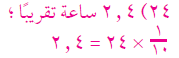 ٢٤) ٢,٤ ساعة تقريبًا ؛
٢,٤ = ٢٤ × ١/١٠